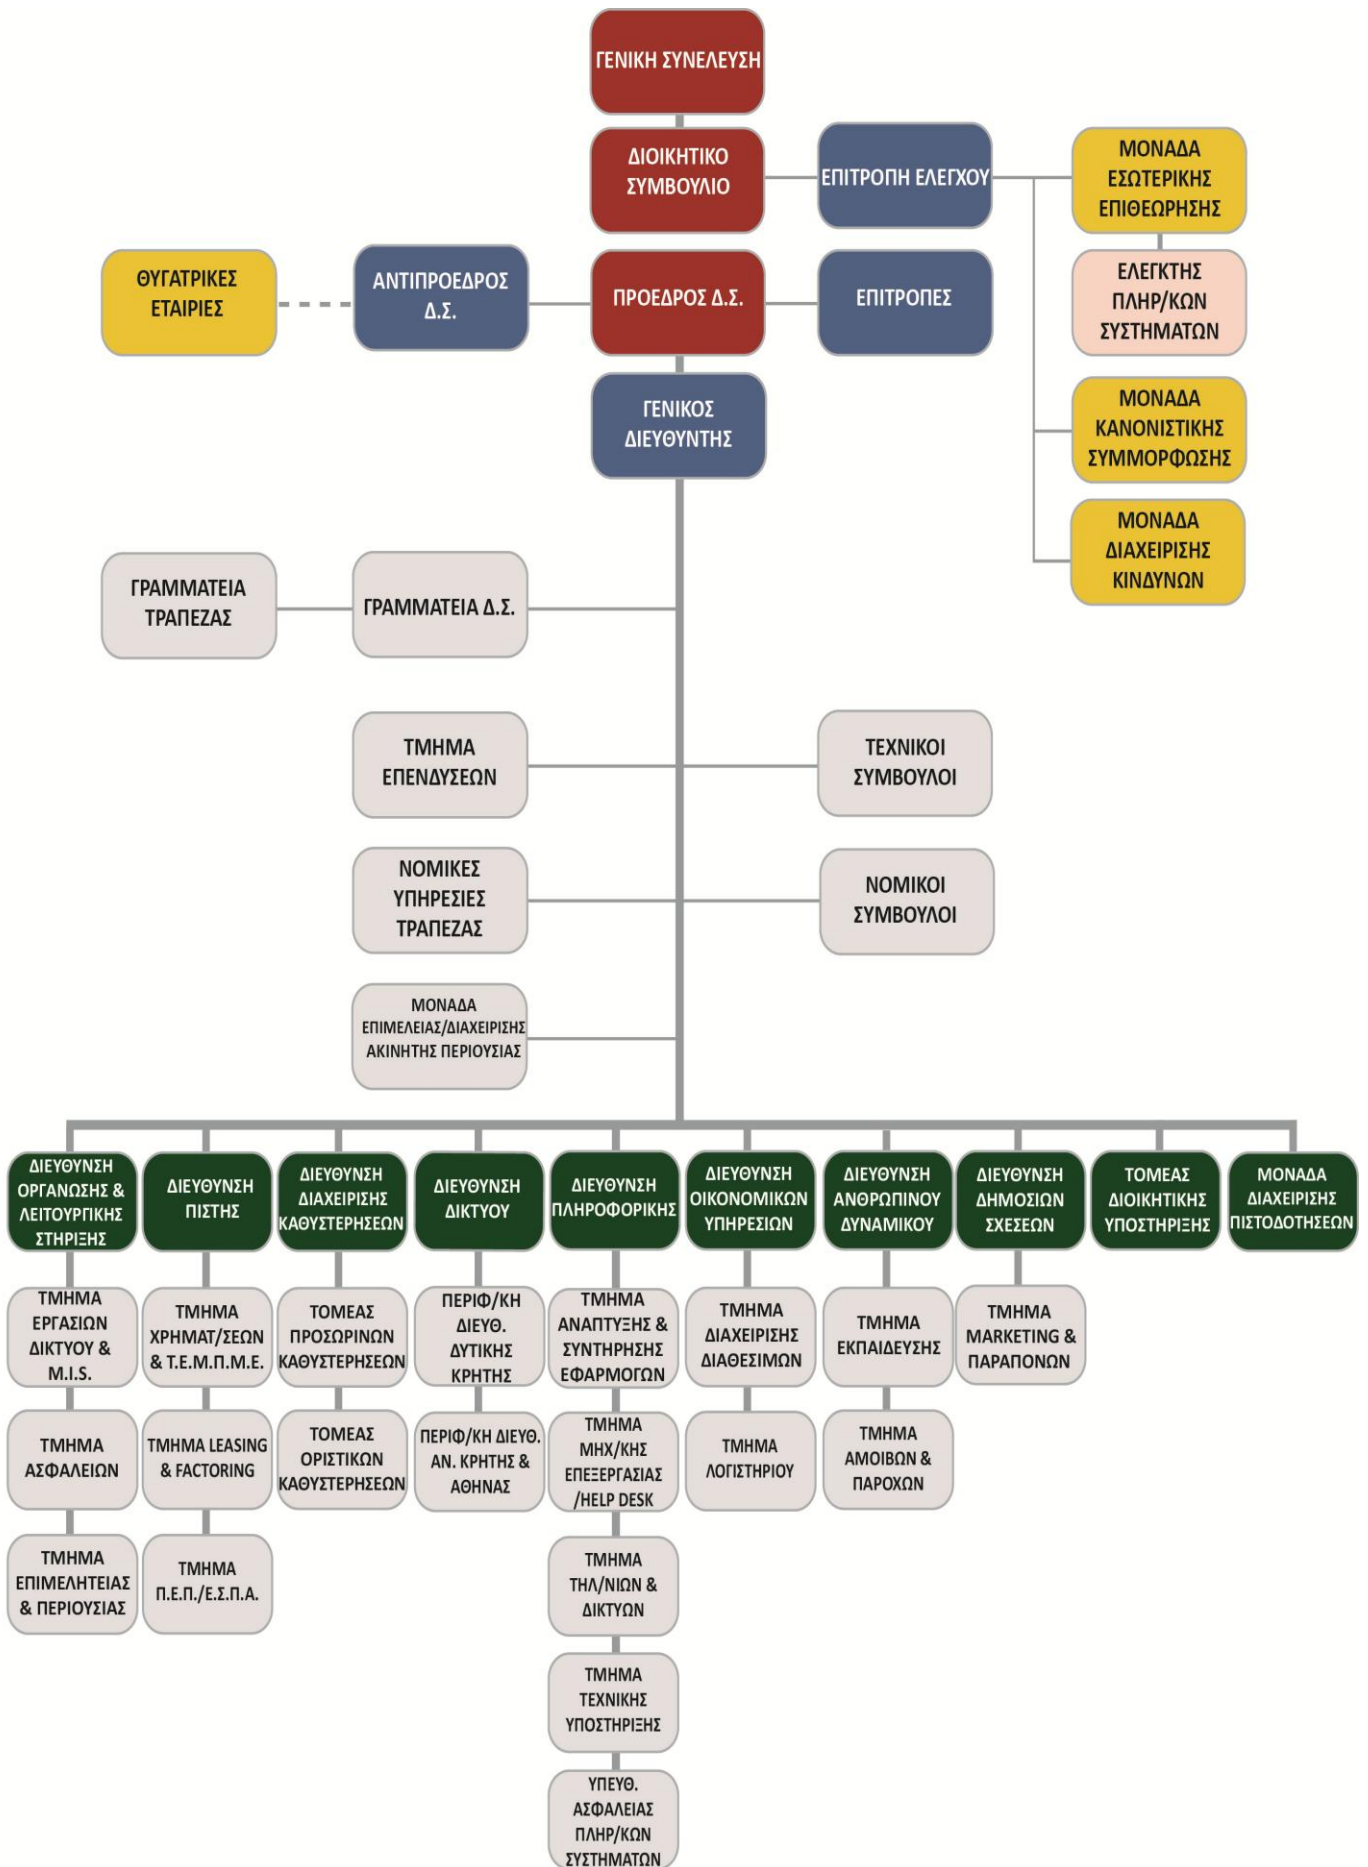 ΓΕΝΙΚΗ ΣΥΝΕΛΕΥΣΗ
ΔΙΟΙΚΗΤΙΚΟ
ΣΥΜΒΟΥΛΙΟ
ΕΠΙΤΡΟΠΗ ΕΛΕΓΧΟΥ
ΜΟΝΑΔΑ
ΕΣΩΤΕΡΙΚΗΣ
ΕΠΙΘΕΩΡΗΣΗΣ
ΘΥΓΑΤΡΙΚΕΣ
ΕΤΑΙΡΙΕΣ
ΑΝΤΙΠΡΟΕΔΡΟΣ
Δ.Σ.
ΠΡΟΕΔΡΟΣ Δ.Σ.
ΕΠΙΤΡΟΠΕΣ
ΕΛΕΓΚΤΗΣ
ΠΛΗΡ/ΚΩΝ
ΣΥΣΤΗΜΑΤΩΝ
ΓΕΝΙΚΟΣ
ΔΙΕΥΘΥΝΤΗΣ
ΜΟΝΑΔΑ
ΚΑΝΟΝΙΣΤΙΚΗΣ
ΣΥΜΜΟΡΦΩΣΗΣ
ΜΟΝΑΔΑ
ΔΙΑΧΕΙΡΙΣΗΣ
ΚΙΝΔΥΝΩΝ
ΓΡΑΜΜΑΤΕΙΑ
ΤΡΑΠΕΖΑΣ
ΓΡΑΜΜΑΤΕΙΑ Δ.Σ.
ΤΜΗΜΑ
ΕΠΕΝΔΥΣΕΩΝ
ΤΕΧΝΙΚΟΙ
ΣΥΜΒΟΥΛΟΙ
ΝΟΜΙΚΕΣ
ΥΠΗΡΕΣΙΕΣ
ΤΡΑΠΕΖΑΣ
ΝΟΜΙΚΟΙ
ΣΥΜΒΟΥΛΟΙ
ΜΟΝΑΔΑ
ΕΠΙΜΕΛΕΙΑΣ/ΔΙΑΧΕΙΡΙΣΗΣ
ΑΚΙΝΗΤΗΣ ΠΕΡΙΟΥΣΙΑΣ
ΔΙΕΥΘΥΝΣΗ
ΟΡΓΑΝΩΣΗΣ &
ΛΕΙΤΟΥΡΓΙΚΗΣ
ΣΤΗΡΙΞΗΣ
ΔΙΕΥΘΥΝΣΗ
ΠΙΣΤΗΣ
ΔΙΕΥΘΥΝΣΗ
ΔΙΑΧΕΙΡΙΣΗΣ
ΚΑΘΥΣΤΕΡΗΣΕΩΝ
ΔΙΕΥΘΥΝΣΗ
ΔΙΚΤΥΟΥ
ΔΙΕΥΘΥΝΣΗ
ΠΛΗΡΟΦΟΡΙΚΗΣ
ΔΙΕΥΘΥΝΣΗ
ΟΙΚΟΝΟΜΙΚΩΝ
ΥΠΗΡΕΣΙΩΝ
ΔΙΕΥΘΥΝΣΗ
ΑΝΘΡΩΠΙΝΟΥ
ΔΥΝΑΜΙΚΟΥ
ΔΙΕΥΘΥΝΣΗ
ΔΗΜΟΣΙΩΝ
ΣΧΕΣΕΩΝ
ΤΟΜΕΑΣ
ΔΙΟΙΚΗΤΙΚΗΣ
ΥΠΟΣΤΗΡΙΞΗΣ
ΜΟΝΑΔΑ
ΔΙΑΧΕΙΡΙΣΗΣ
ΠΙΣΤΟΔΟΤΗΣΕΩΝ
ΤΜΗΜΑ
ΕΡΓΑΣΙΩΝ
ΔΙΚΤΥΟΥ &
M.I.S.
ΤΜΗΜΑ
ΧΡΗΜΑΤ/ΣΕΩΝ
& Τ.Ε.Μ.Π.Μ.Ε.
ΤΟΜΕΑΣ
ΠΡΟΣΩΡΙΝΩΝ
ΚΑΘΥΣΤΕΡΗΣΕΩΝ
ΠΕΡΙΦ/ΚΗ
ΔΙΕΥΘ.
ΔΥΤΙΚΗΣ
ΚΡΗΤΗΣ
ΤΜΗΜΑ
ΑΝΑΠΤΥΞΗΣ &
ΣΥΝΤΗΡΗΣΗΣ
ΕΦΑΡΜΟΓΩΝ
ΤΜΗΜΑ
ΔΙΑΧΕΙΡΙΣΗΣ
ΔΙΑΘΕΣΙΜΩΝ
ΤΜΗΜΑ
ΕΚΠΑΙΔΕΥΣΗΣ
ΤΜΗΜΑ
MARKETING &
ΠΑΡΑΠΟΝΩΝ
ΤΜΗΜΑ
ΑΣΦΑΛΕΙΩΝ
ΤΜΗΜΑ LEASING
& FACTORING
ΤΟΜΕΑΣ
ΟΡΙΣΤΙΚΩΝ
ΚΑΘΥΣΤΕΡΗΣΕΩΝ
ΠΕΡΙΦ/ΚΗ ΔΙΕΥΘ.
ΑΝ. ΚΡΗΤΗΣ &
ΑΘΗΝΑΣ
ΤΜΗΜΑ
ΜΗΧ/ΚΗΣ
ΕΠΕΞΕΡΓΑΣΙΑΣ
/HELP DESK
ΤΜΗΜΑ
ΛΟΓΙΣΤΗΡΙΟΥ
ΤΜΗΜΑ
ΑΜΟΙΒΩΝ &
ΠΑΡΟΧΩΝ
ΤΜΗΜΑ
ΕΠΙΜΕΛΗΤΕΙΑΣ
& ΠΕΡΙΟΥΣΙΑΣ
ΤΜΗΜΑ
Π.Ε.Π./Ε.Σ.Π.Α.
ΤΜΗΜΑ
ΤΗΛ/ΝΙΩΝ &
ΔΙΚΤΥΩΝ
ΤΜΗΜΑ
ΤΕΧΝΙΚΗΣ
ΥΠΟΣΤΗΡΙΞΗΣ
ΥΠΕΥΘ.
ΑΣΦΑΛΕΙΑΣ
ΠΛΗΡ/ΚΩΝ
ΣΥΣΤΗΜΑΤΩΝ